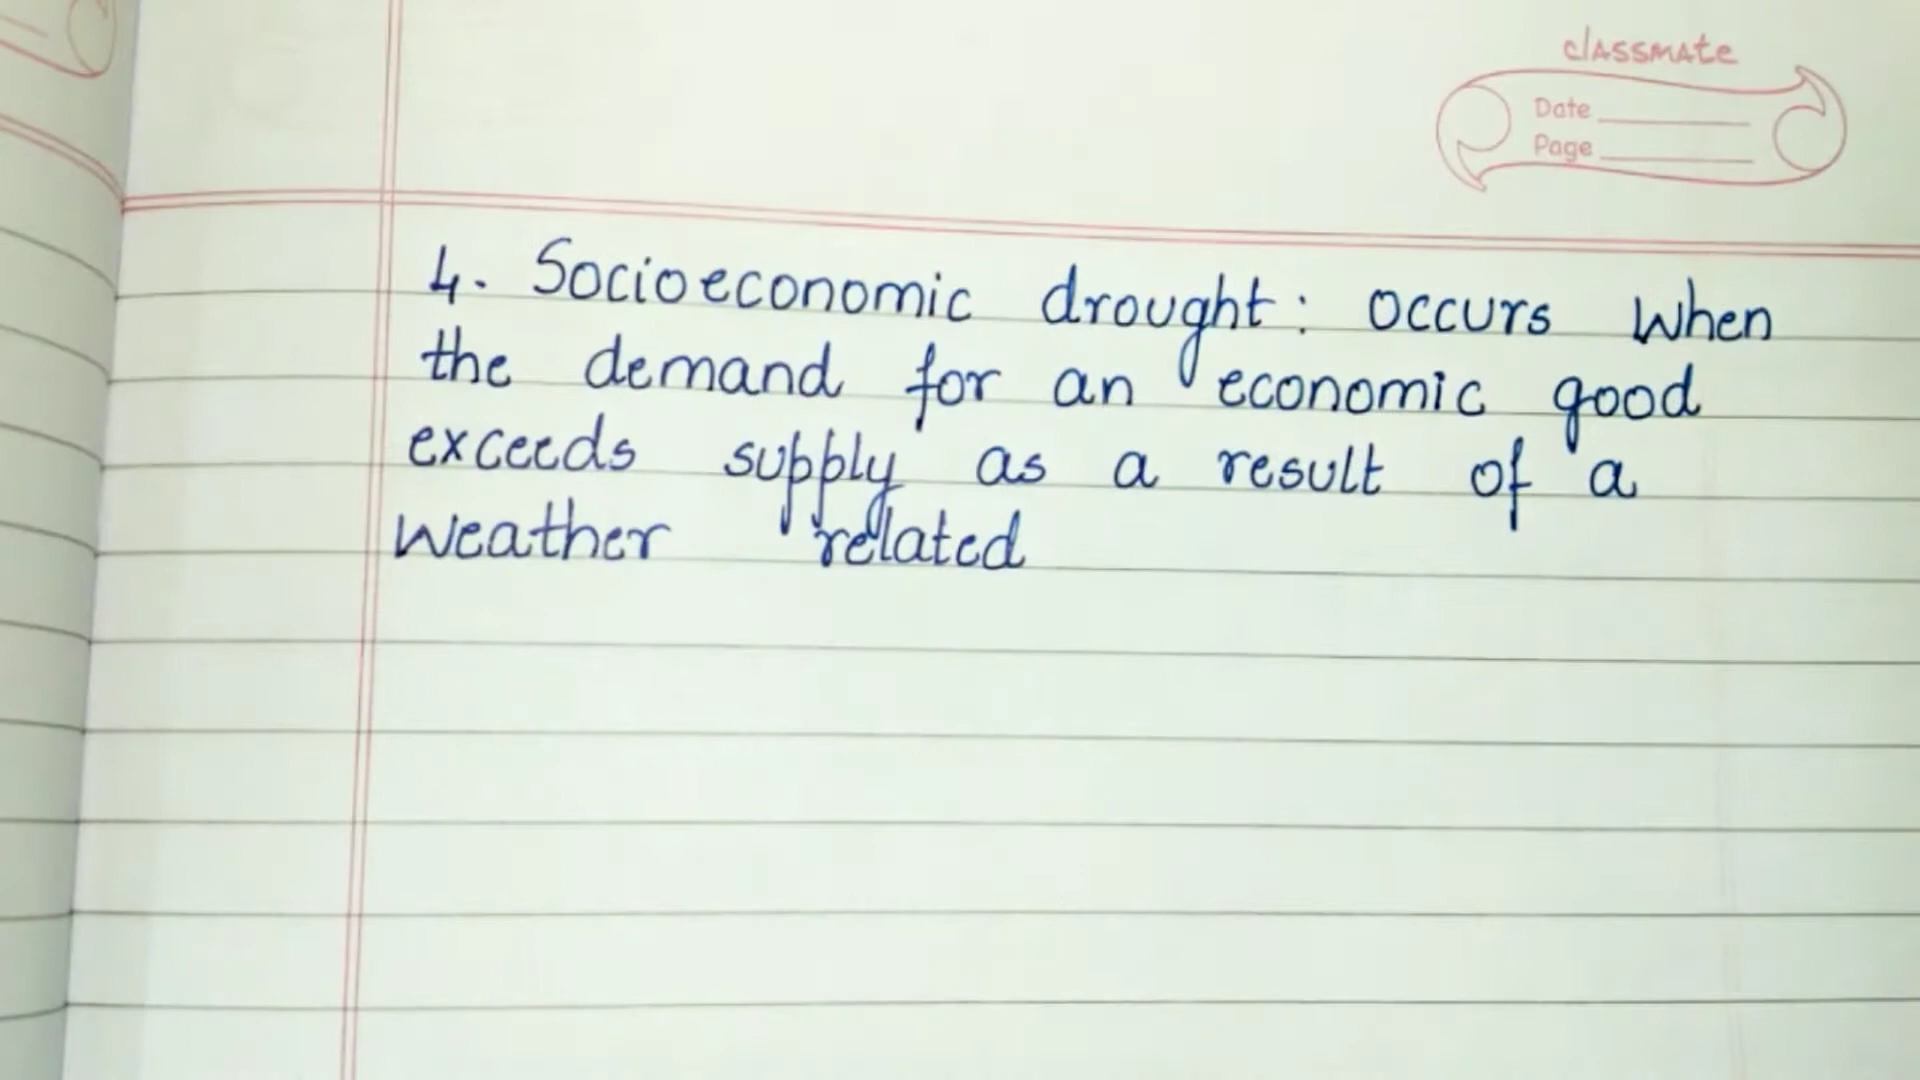 classmate
Date
Page
4. Socioeconomic drought: occurs when
the demand for an economic good
exceeds supply as a result of a
weather related